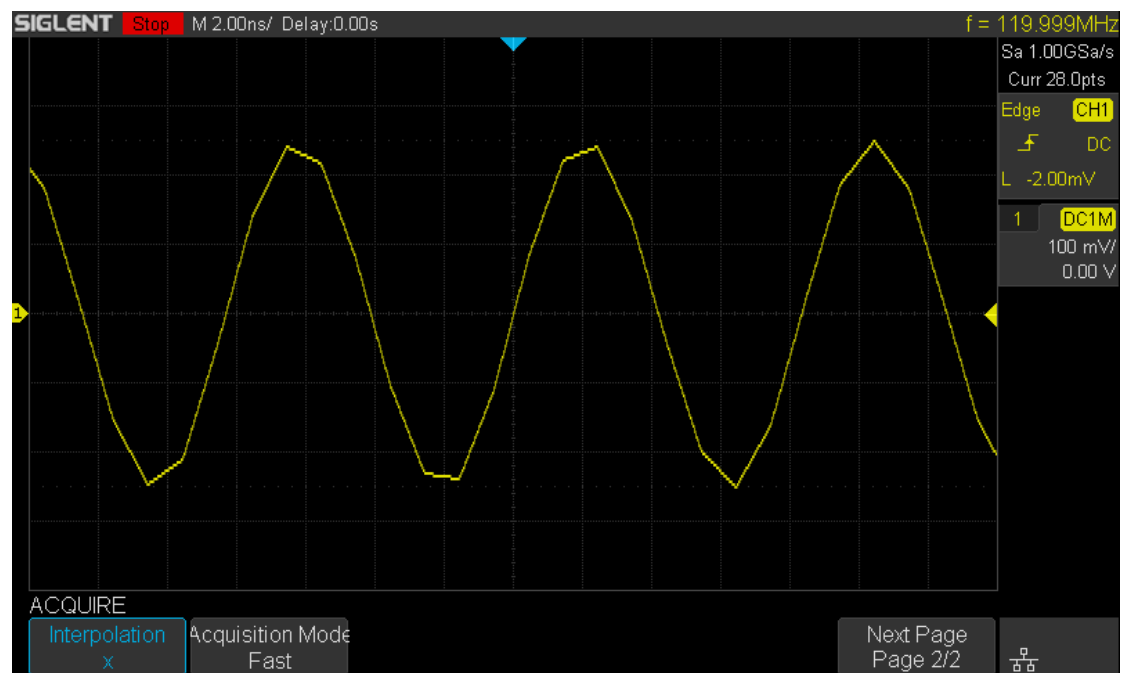 SIGLENT Stop M 2.00ns/ Delay:0.00s f = 119.999MHz
Sa 1.00GSa/s
Curr 28.0pts
Edge CH1
DC
L -2.00mV
1 DC1M
100 mV/
0.00 V
1
ACQUIRE
Interpolation
x
Acquisition Mode
Fast
Next Page
Page 2/2